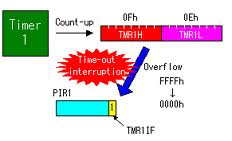 Timer
1
Count-up
0Fh
0Eh
TMR1H
TMR1L
Time-out
interruption
Overflow
FFFFh
↓
0000h
PIR1
1
TMR1IF